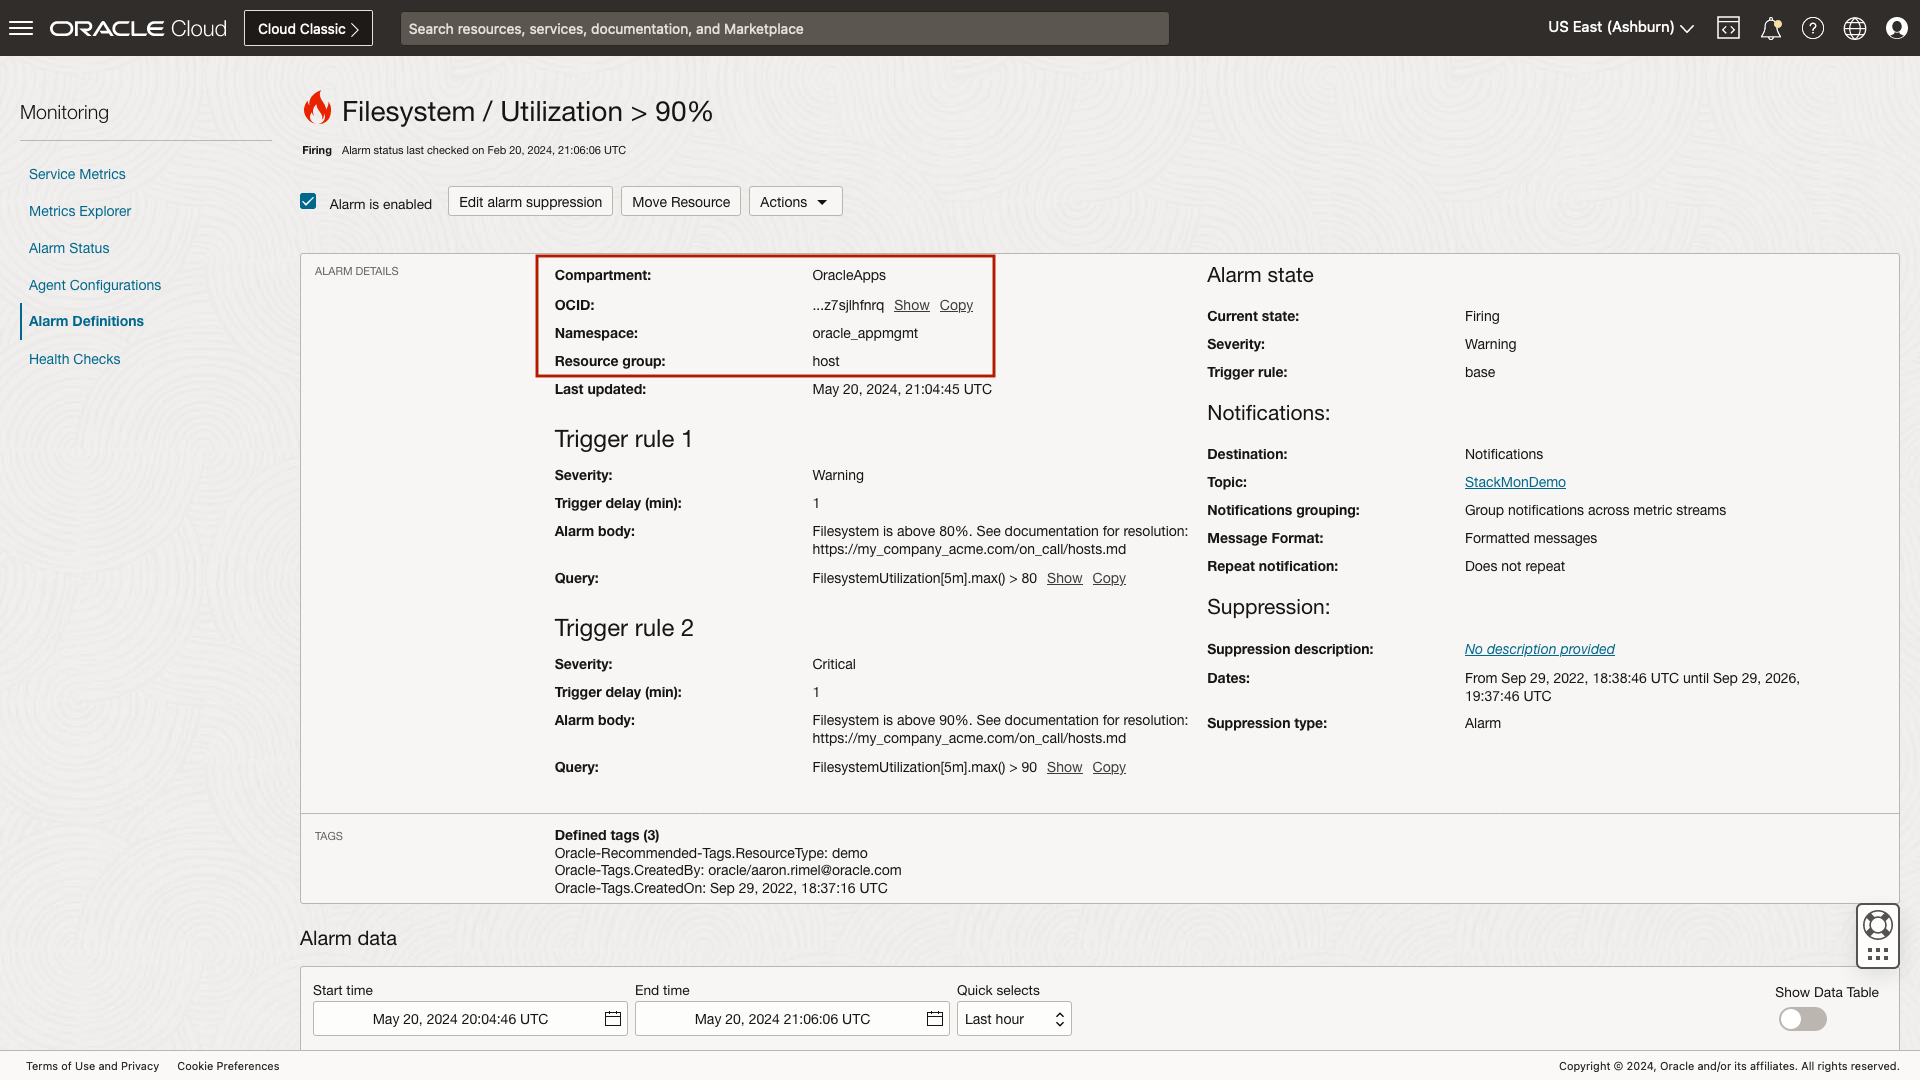 ORACLE Cloud
Cloud Classic
Search resources, services, documentation, and Marketplace
US East (Ashburn)
Monitoring
Service Metrics
Metrics Explorer
Alarm Status
Agent Configurations
Alarm Definitions
Health Checks
Filesystem / Utilization > 90%
Firing Alarm status last checked on Feb 20, 2024, 21:06:06 UTC
Alarm is enabled
Edit alarm suppression
Move Resource
Actions
ALARM DETAILS
Compartment: OracleApps
OCID: ...z7sjlhfnrq Show Copy
Namespace: oracle_appmgmt
Resource group: host
Last updated: May 20, 2024, 21:04:45 UTC
Trigger rule 1
Severity: Warning
Trigger delay (min): 1
Alarm body: Filesystem is above 80%. See documentation for resolution:
https://my_company_acme.com/on_call/hosts.md
Query: FilesystemUtilization[5m].max() > 80 Show Copy
Trigger rule 2
Severity: Critical
Trigger delay (min): 1
Alarm body: Filesystem is above 90%. See documentation for resolution:
https://my_company_acme.com/on_call/hosts.md
Query: FilesystemUtilization[5m].max() > 90 Show Copy
Alarm state
Current state: Firing
Severity: Warning
Trigger rule: base
Notifications:
Destination: Notifications
Topic: StackMonDemo
Notifications grouping: Group notifications across metric streams
Message Format: Formatted messages
Repeat notification: Does not repeat
Suppression:
Suppression description: No description provided
Dates: From Sep 29, 2022, 18:38:46 UTC until Sep 29, 2026,
19:37:46 UTC
Suppression type: Alarm
TAGS
Defined tags (3)
Oracle-Recommended-Tags.ResourceType: demo
Oracle-Tags.CreatedBy: oracle/aaron.rimel@oracle.com
Oracle-Tags.CreatedOn: Sep 29, 2022, 18:37:16 UTC
Alarm data
Start time
May 20, 2024 20:04:46 UTC
End time
May 20, 2024 21:06:06 UTC
Quick selects
Last hour
Show Data Table
Terms of Use and Privacy
Cookie Preferences
Copyright © 2024, Oracle and/or its affiliates. All rights reserved.